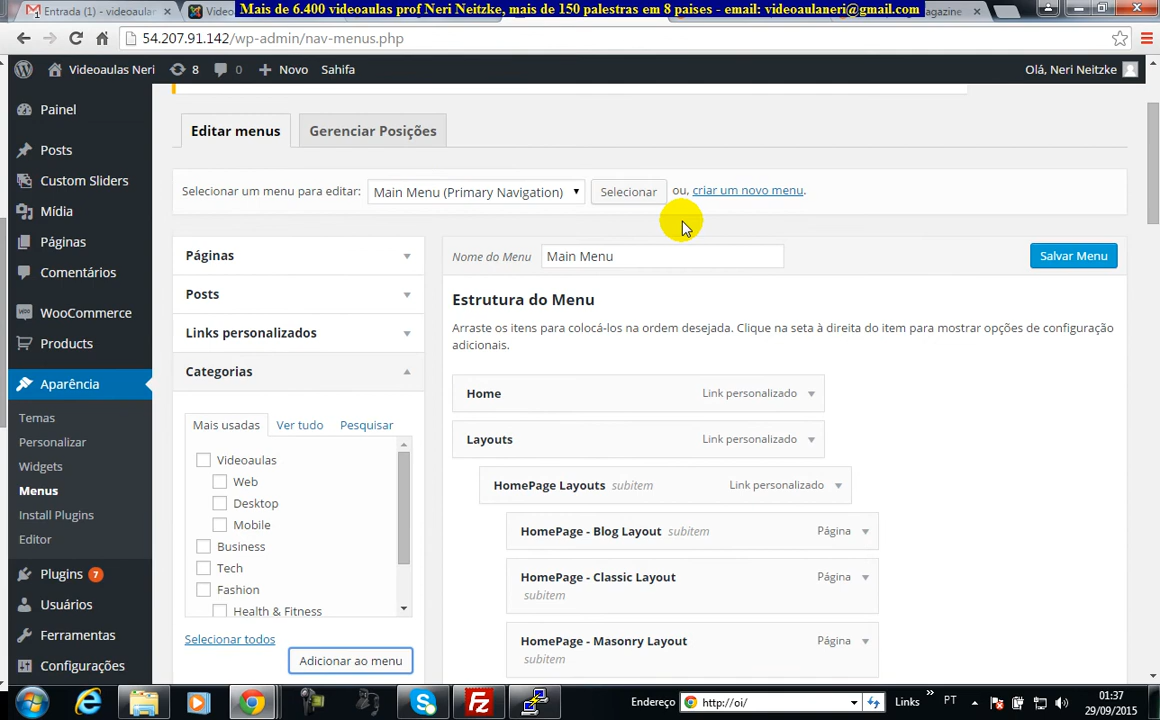 Entrada (1) - videoaula
Video
Mais de 6.400 videoaulas prof Neri Neitzke, mais de 150 palestras em 8 paises - email: videoaulaneri@gmail.com
agazine
54.207.91.142/wp-admin/nav-menus.php
Videoaulas Neri
8
0
Novo
Sahifa
Olá, Neri Neitzke
Painel
Posts
Custom Sliders
Mídia
Páginas
Comentários
WooCommerce
Products
Aparência
Temas
Personalizar
Widgets
Menus
Install Plugins
Editor
Plugins 7
Usuários
Ferramentas
Configurações
Editar menus
Gerenciar Posições
Selecionar um menu para editar:
Main Menu (Primary Navigation)
Selecionar
ou, criar um novo menu.
Páginas
Posts
Links personalizados
Categorias
Mais usadas
Ver tudo
Pesquisar
Videoaulas
Web
Desktop
Mobile
Business
Tech
Fashion
Health & Fitness
Selecionar todos
Adicionar ao menu
Nome do Menu
Main Menu
Salvar Menu
Estrutura do Menu
Arraste os itens para colocá-los na ordem desejada. Clique na seta à direita do item para mostrar opções de configuração
adicionais.
Home
Link personalizado
Layouts
Link personalizado
HomePage Layouts subitem
Link personalizado
HomePage - Blog Layout subitem
Página
HomePage - Classic Layout
Página
subitem
HomePage - Masonry Layout
Página
subitem
Endereço
http://oi/
Links
PT
01:37
29/09/2015